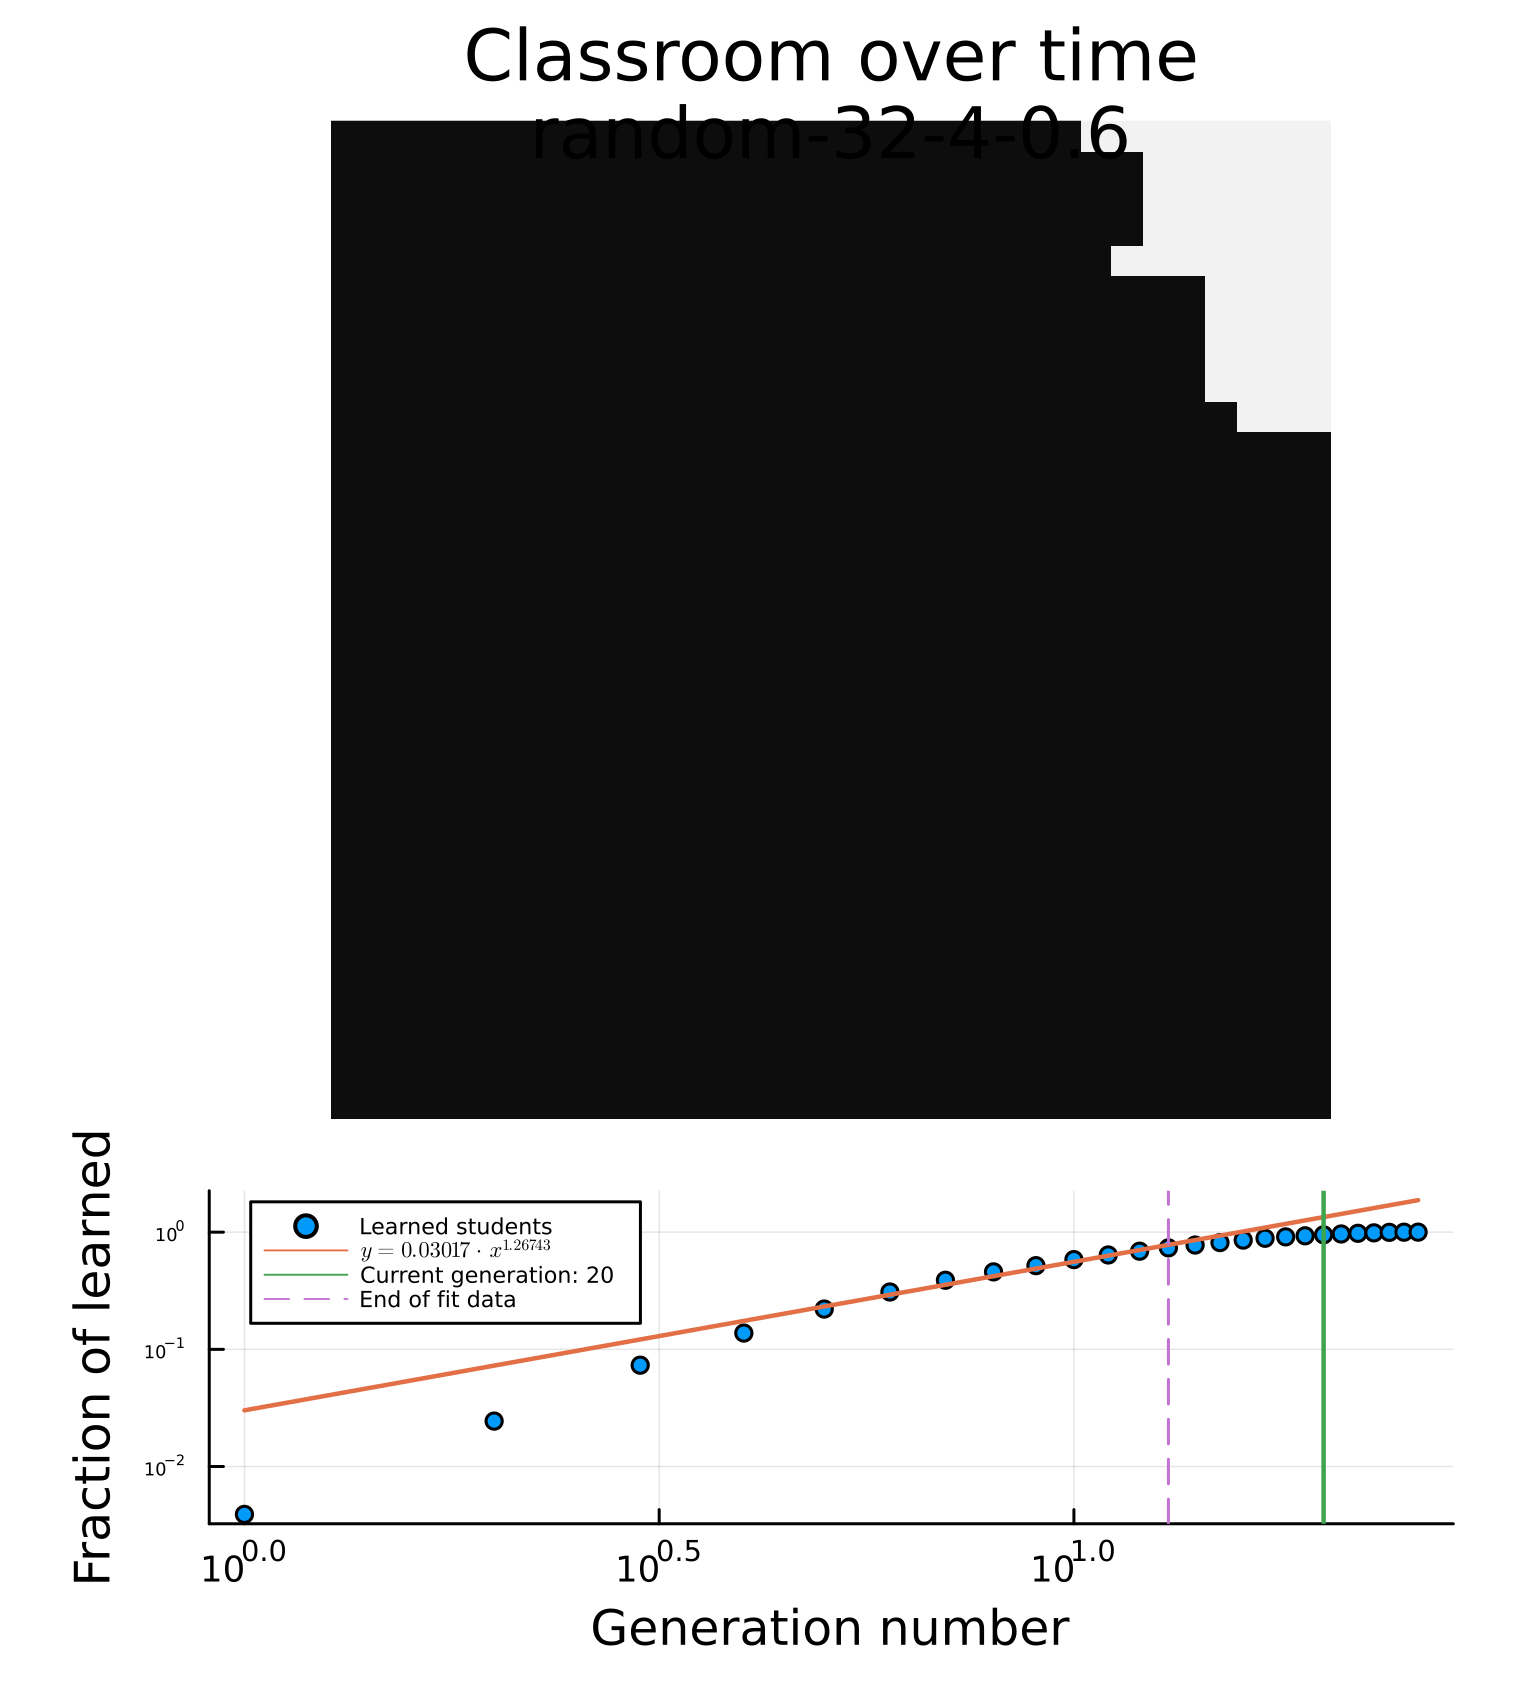 Classroom over time
random-32-4-0.6
Fraction of learned
10⁰
10⁻¹
10⁻²
Learned students
y = 0.03017 · x^1.26743
Current generation: 20
End of fit data
10^0.0
10^0.5
10^1.0
Generation number